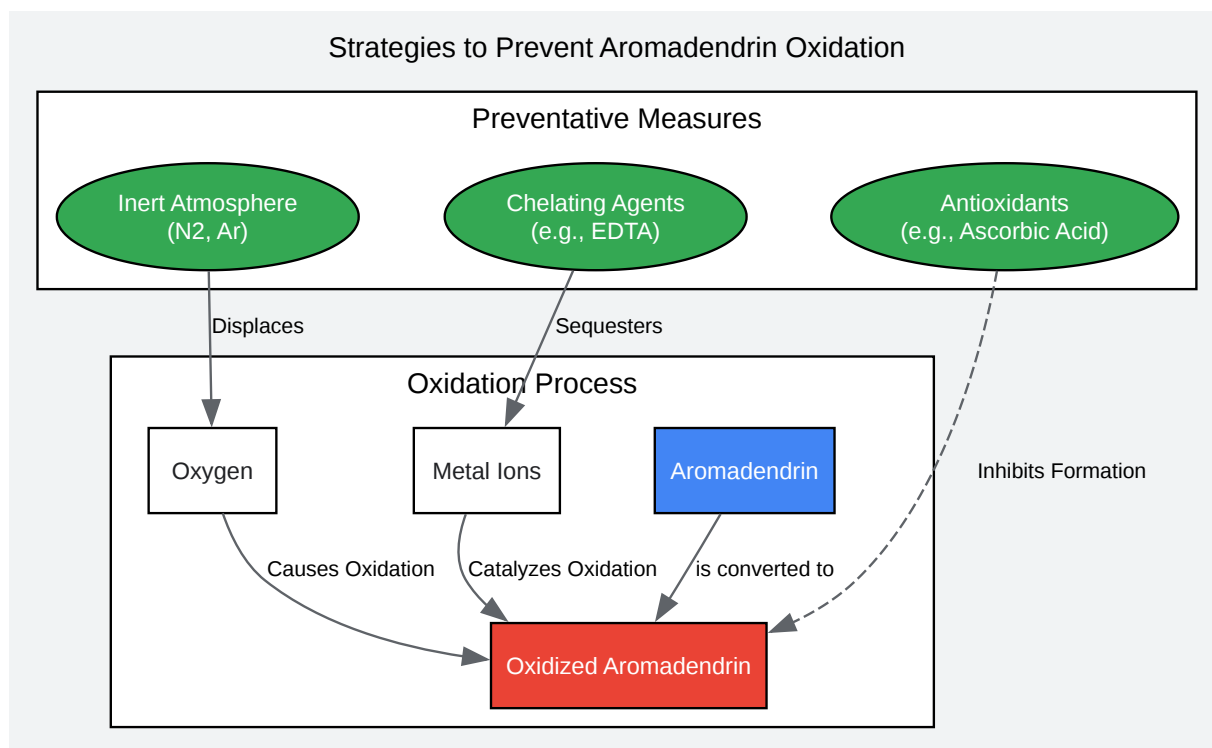 Strategies to Prevent Aromadendrin Oxidation
Preventative Measures
Inert Atmosphere
(N2, Ar)
Chelating Agents
(e.g., EDTA)
Antioxidants
(e.g., Ascorbic Acid)
Displaces
Sequesters
Oxidation Process
Oxygen
Metal Ions
Aromadendrin
Inhibits Formation
Causes Oxidation
Catalyzes Oxidation
is converted to
Oxidized Aromadendrin